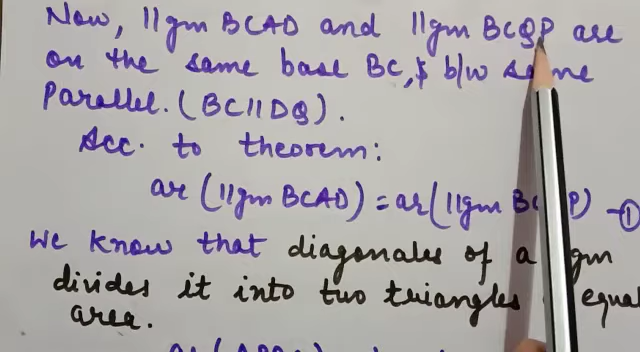 Now, ||gm BCAD and ||gm BCQP are
on the same base BC, & b/w same
Parallel. (BC||DQ).
Acc. to theorem:
ar (||gm BCAD) = ar(||gm BC P) - ①
We know that diagonales of a gm
divides it into two triangles equal
area.